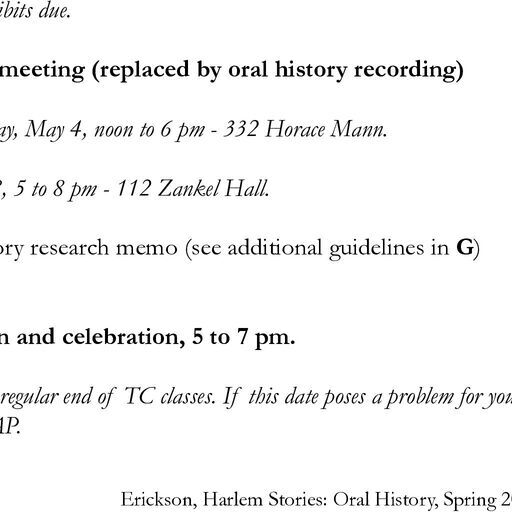 ibits due.
meeting (replaced by oral history recording)
ay, May 4, noon to 6 pm - 332 Horace Mann.
, 5 to 8 pm - 112 Zankel Hall.
ory research memo (see additional guidelines in G)
n and celebration, 5 to 7 pm.
regular end of TC classes. If this date poses a problem for you
AP.
Erickson, Harlem Stories: Oral History, Spring 2